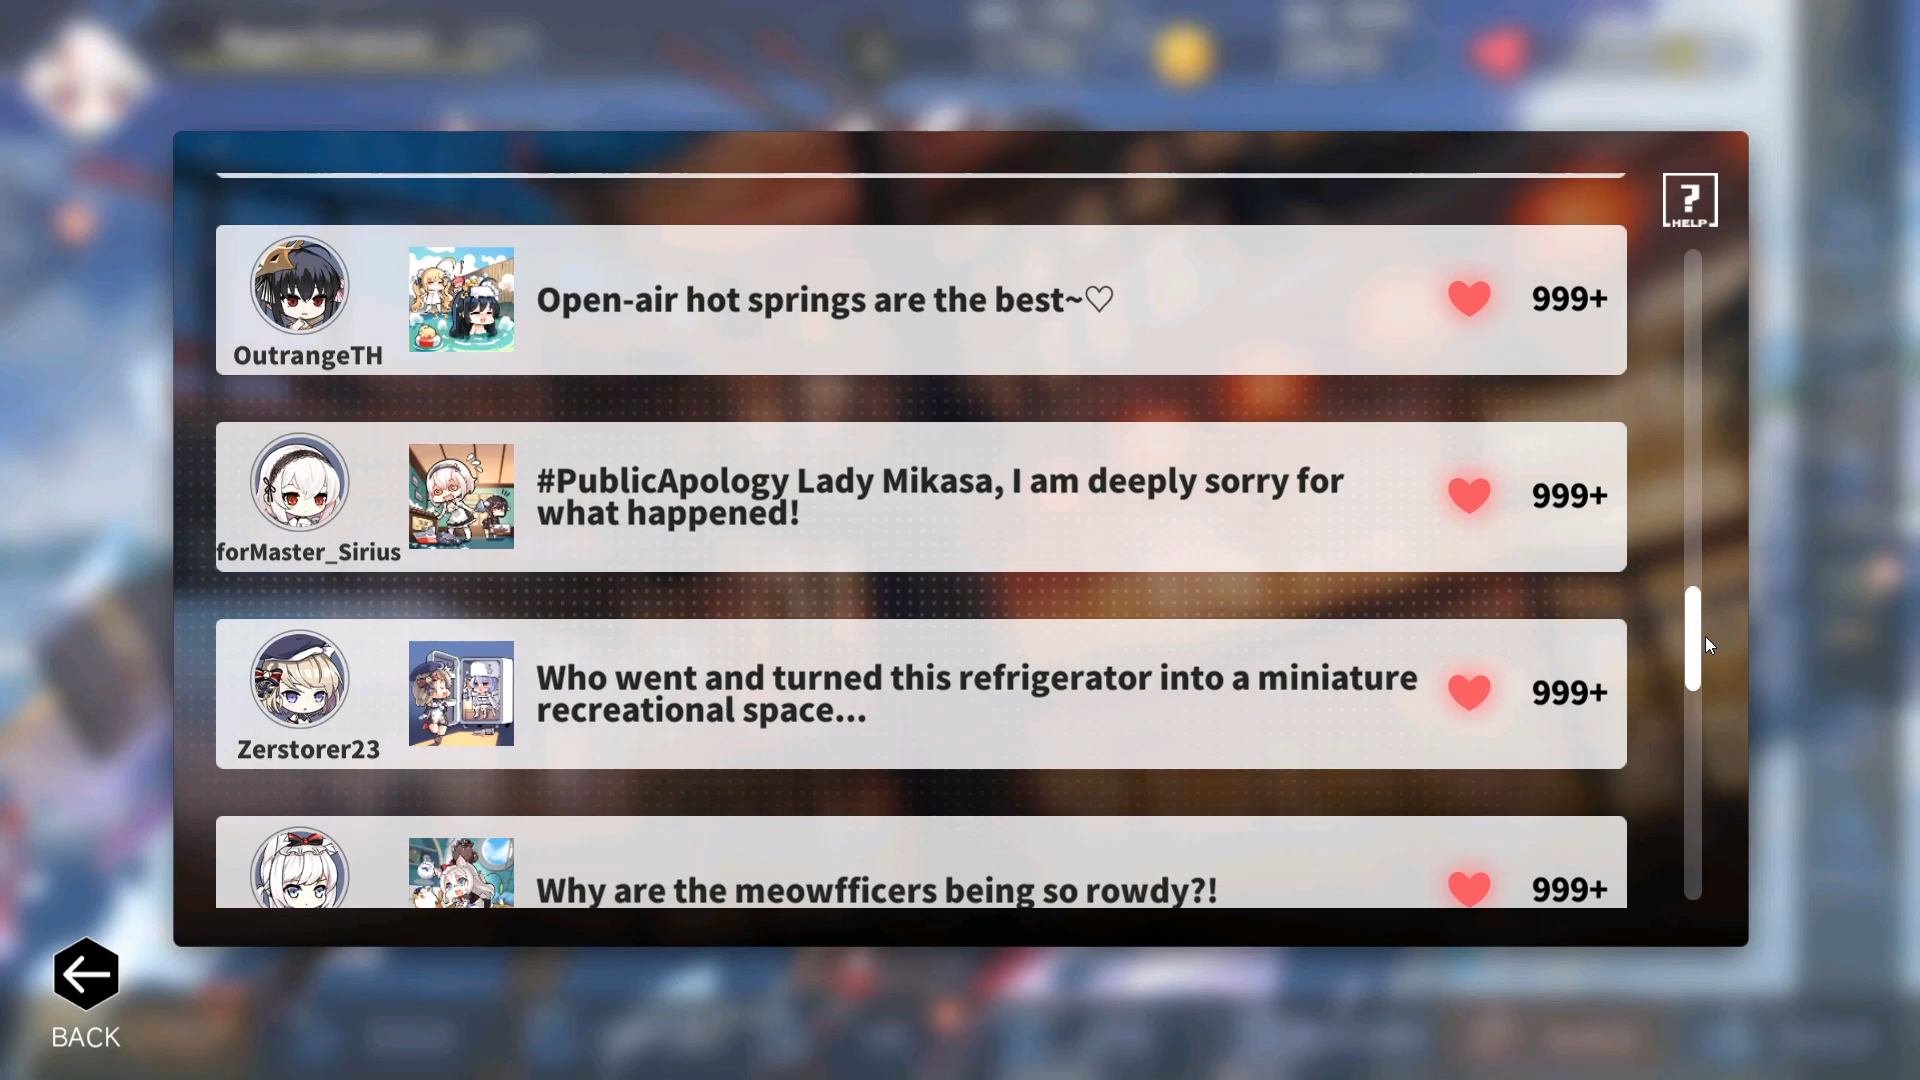 ?
HELP
OutrangeTH
Open-air hot springs are the best~♡
999+
forMaster_Sirius
#PublicApology Lady Mikasa, I am deeply sorry for
what happened!
999+
Zerstorer23
Who went and turned this refrigerator into a miniature
recreational space...
999+
Why are the meowfficers being so rowdy?!
999+
BACK